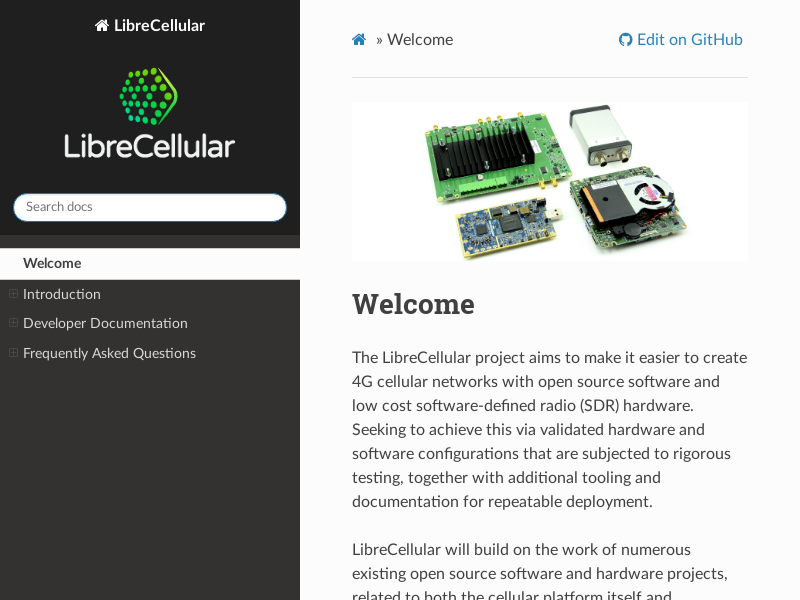 LibreCellular
LibreCellular
Search docs
Welcome
Introduction
Developer Documentation
Frequently Asked Questions
» Welcome
Edit on GitHub
Welcome
The LibreCellular project aims to make it easier to create
4G cellular networks with open source software and
low cost software-defined radio (SDR) hardware.
Seeking to achieve this via validated hardware and
software configurations that are subjected to rigorous
testing, together with additional tooling and
documentation for repeatable deployment.
LibreCellular will build on the work of numerous
existing open source software and hardware projects,
related to both the cellular platform itself and